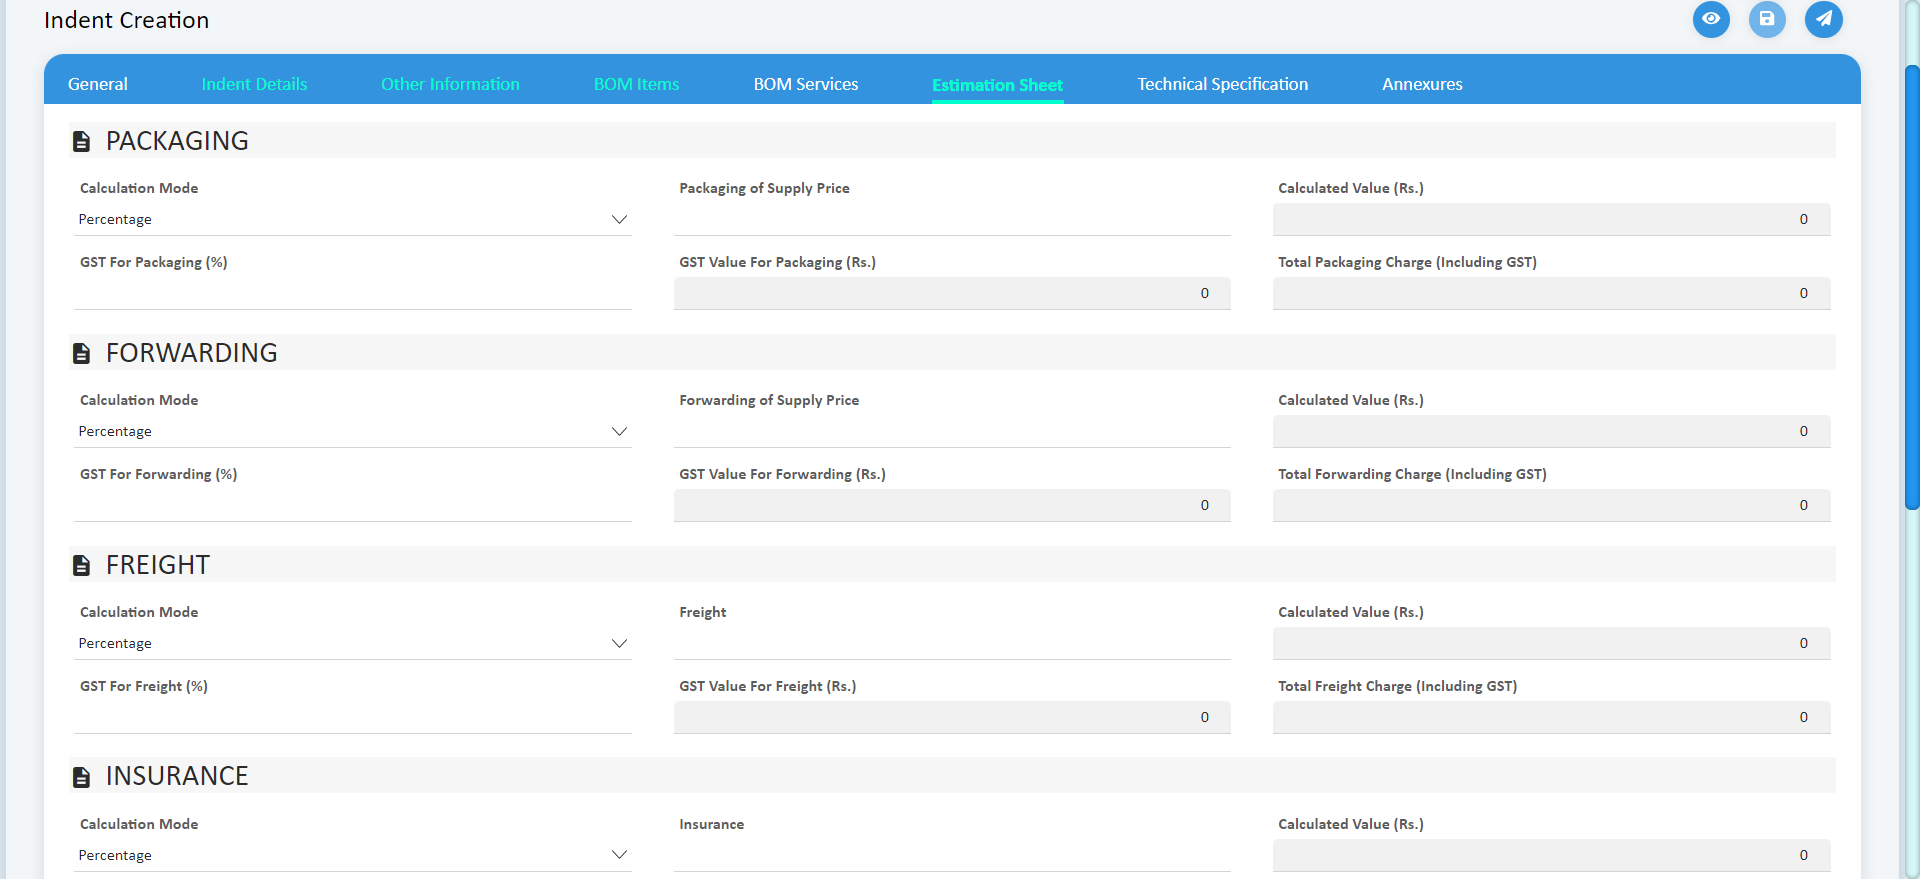 Indent Creation
General Indent Details Other Information BOM Items BOM Services Estimation Sheet Technical Specification Annexures
PACKAGING
Calculation Mode Packaging of Supply Price Calculated Value (Rs.)
Percentage 0
GST For Packaging (%) GST Value For Packaging (Rs.) Total Packaging Charge (Including GST)
0 0
FORWARDING
Calculation Mode Forwarding of Supply Price Calculated Value (Rs.)
Percentage 0
GST For Forwarding (%) GST Value For Forwarding (Rs.) Total Forwarding Charge (Including GST)
0 0
FREIGHT
Calculation Mode Freight Calculated Value (Rs.)
Percentage 0
GST For Freight (%) GST Value For Freight (Rs.) Total Freight Charge (Including GST)
0 0
INSURANCE
Calculation Mode Insurance Calculated Value (Rs.)
Percentage 0